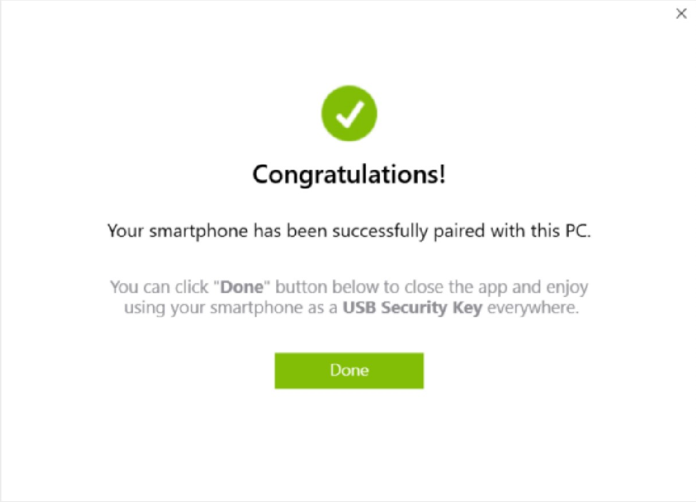 Congratulations!
Your smartphone has been successfully paired with this PC.
You can click "Done" button below to close the app and enjoy
using your smartphone as a USB Security Key everywhere.
Done